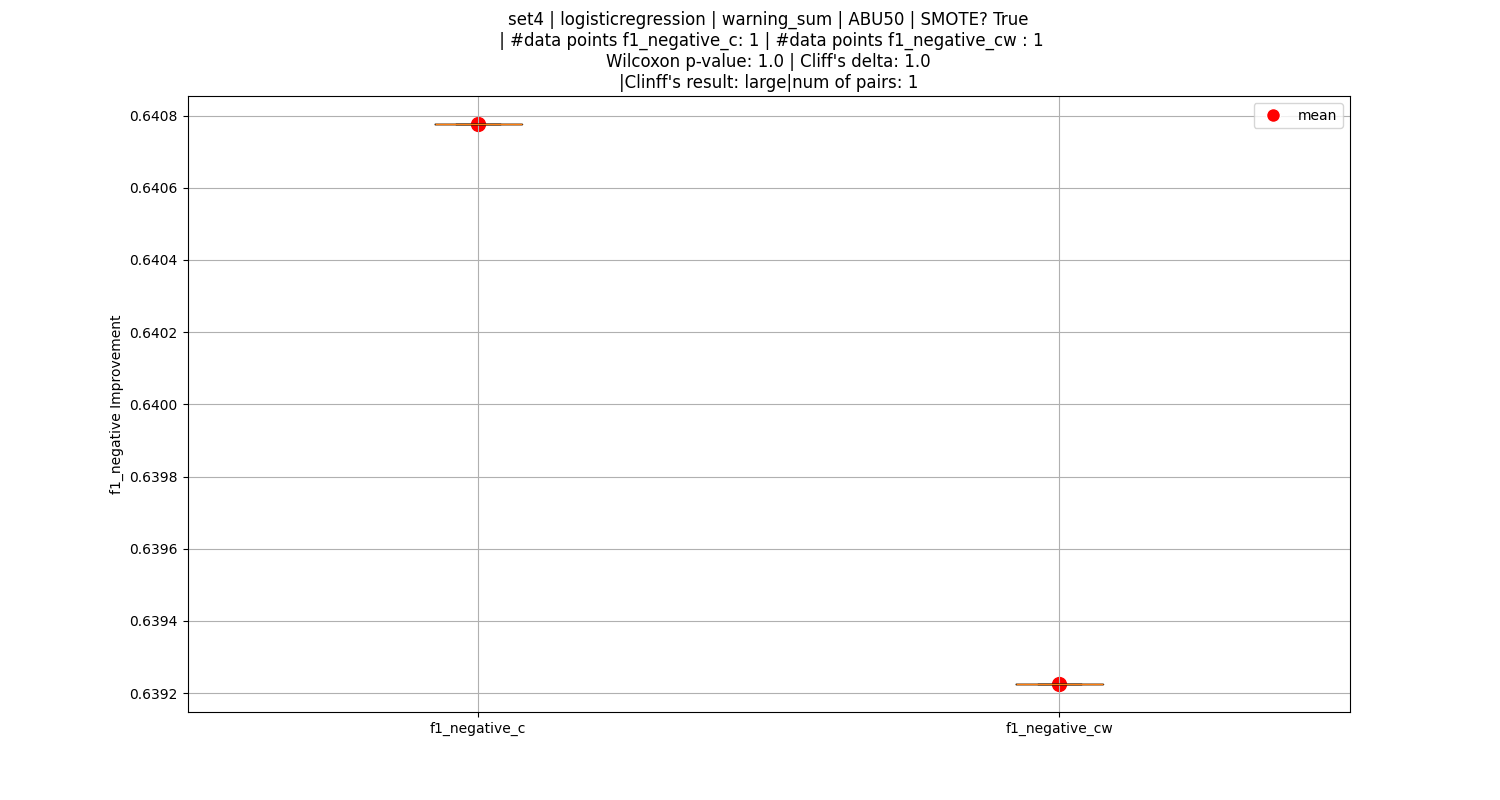 set4 | logisticregression | warning_sum | ABU50 | SMOTE? True
| #data points f1_negative_c: 1 | #data points f1_negative_cw : 1
Wilcoxon p-value: 1.0 | Cliff's delta: 1.0
|Clinff's result: large|num of pairs: 1
mean
0.6408
0.6406
0.6404
0.6402
0.6400
0.6398
0.6396
0.6394
0.6392
f1_negative Improvement
f1_negative_c
f1_negative_cw